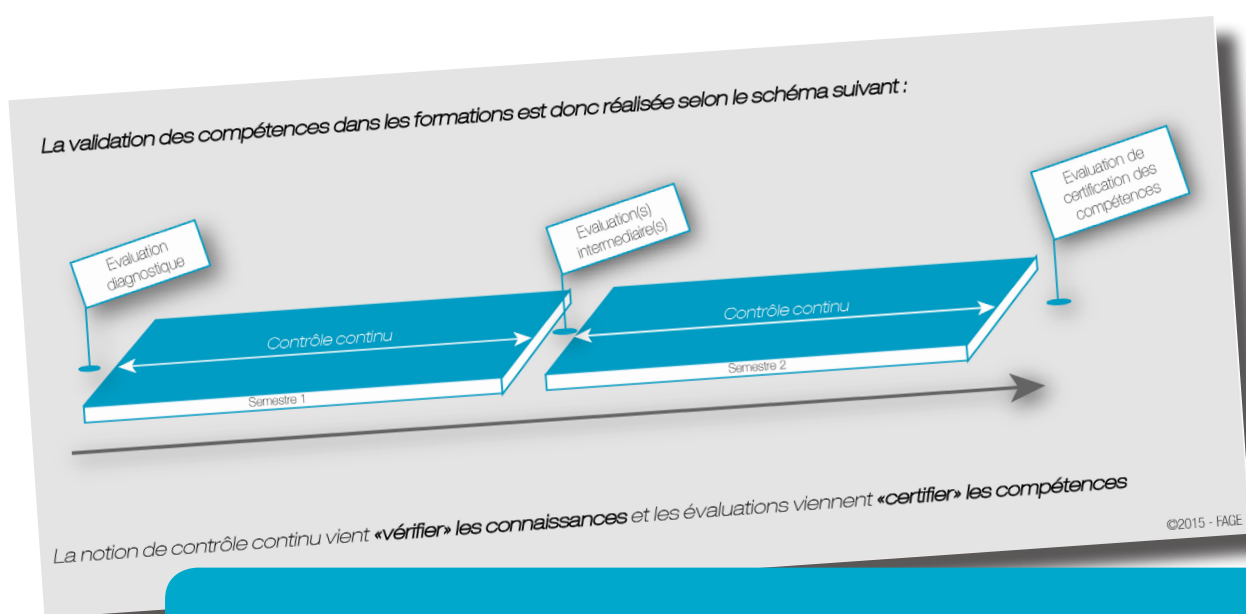 La validation des compétences dans les formations est donc réalisée selon le schéma suivant :
Evaluation
diagnostique
Evaluation(s)
intermediaire(s)
Evaluation de
certification des
compétences
Contrôle continu
Contrôle continu
Semestre 1
Semestre 2
La notion de contrôle continu vient «vérifier» les connaissances et les évaluations viennent «certifier» les compétences
©2015 - FAGE